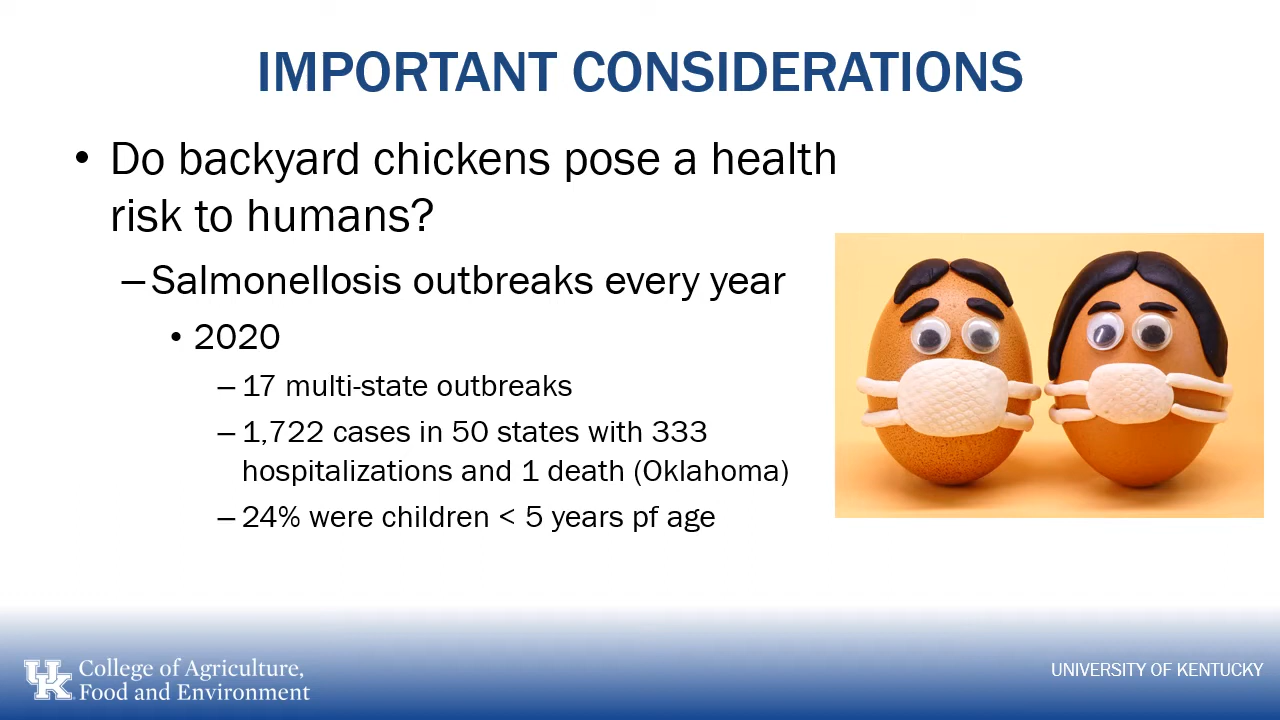 IMPORTANT CONSIDERATIONS
• Do backyard chickens pose a health
risk to humans?
– Salmonellosis outbreaks every year
• 2020
– 17 multi-state outbreaks
– 1,722 cases in 50 states with 333
hospitalizations and 1 death (Oklahoma)
– 24% were children < 5 years pf age
UK College of Agriculture,
Food and Environment
UNIVERSITY OF KENTUCKY